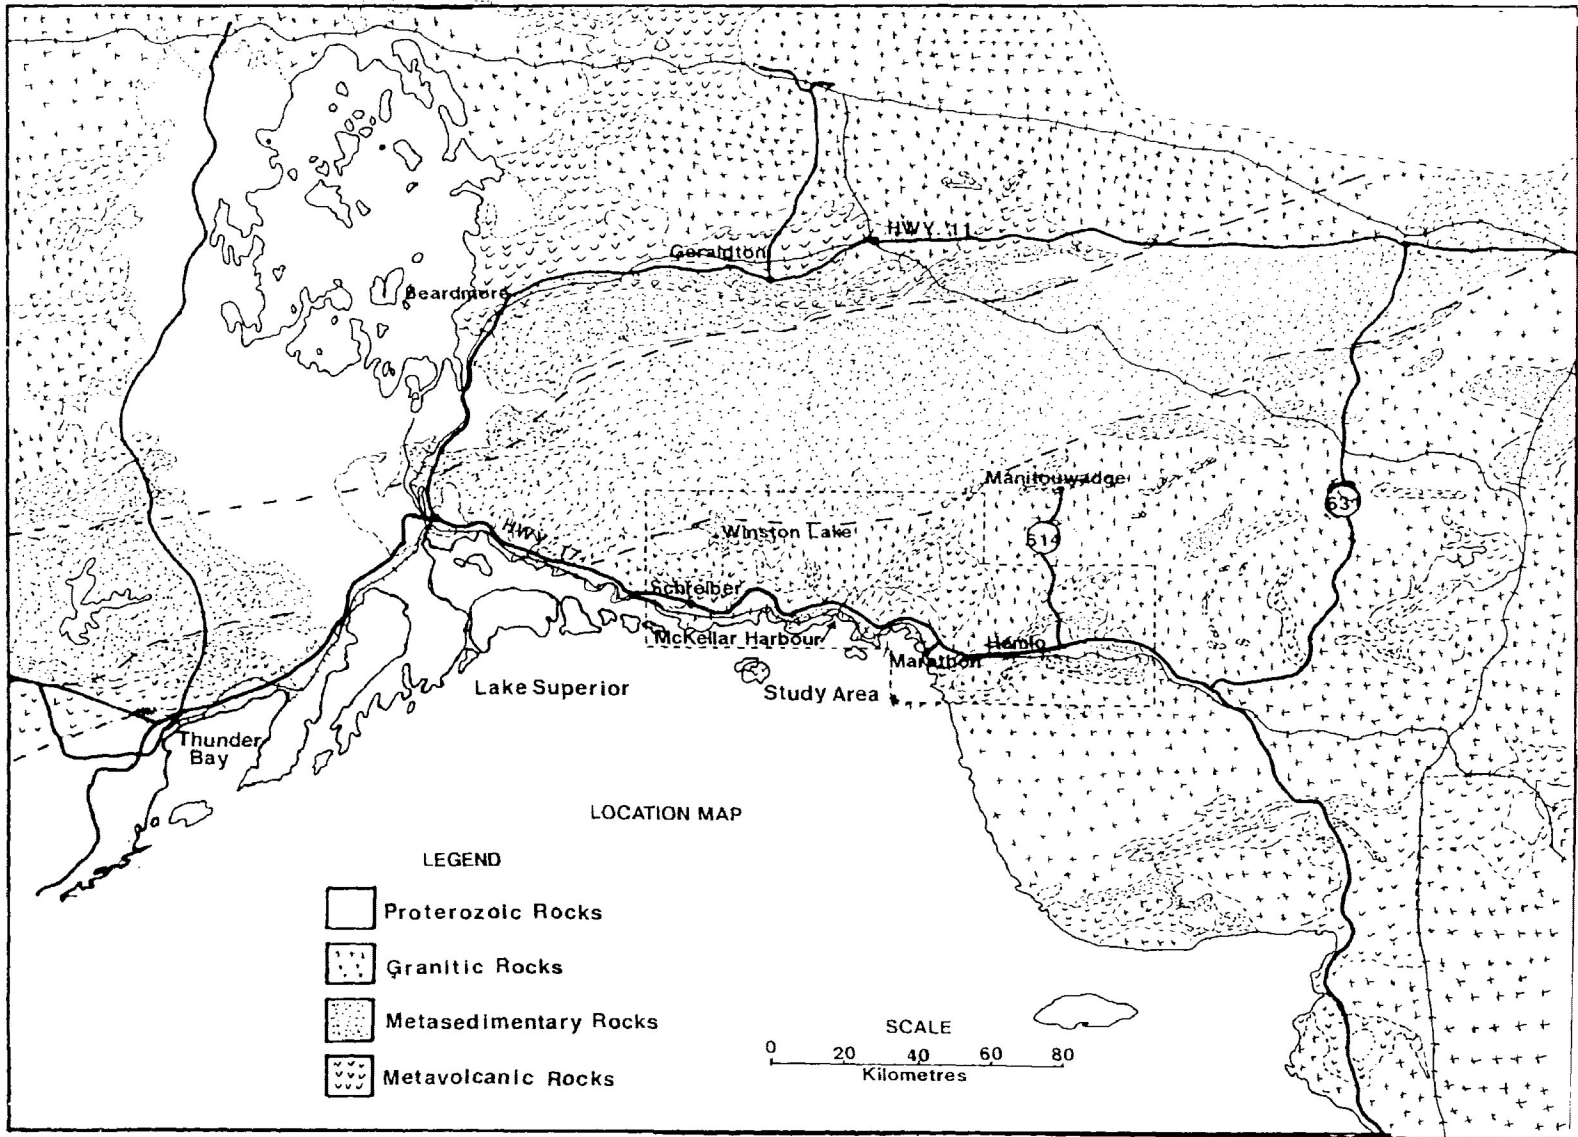 HWY. 11
Geraldton
Beardmore
Manitouwadge
631
HWY. 17
Winston Lake
614
Schreiber
McKellar Harbour
Hemlo
Marathon
Lake Superior
Study Area
Thunder
Bay
LOCATION MAP
LEGEND
Proterozoic Rocks
Granitic Rocks
Metasedimentary Rocks
Metavolcanic Rocks
SCALE
0 20 40 60 80
Kilometres